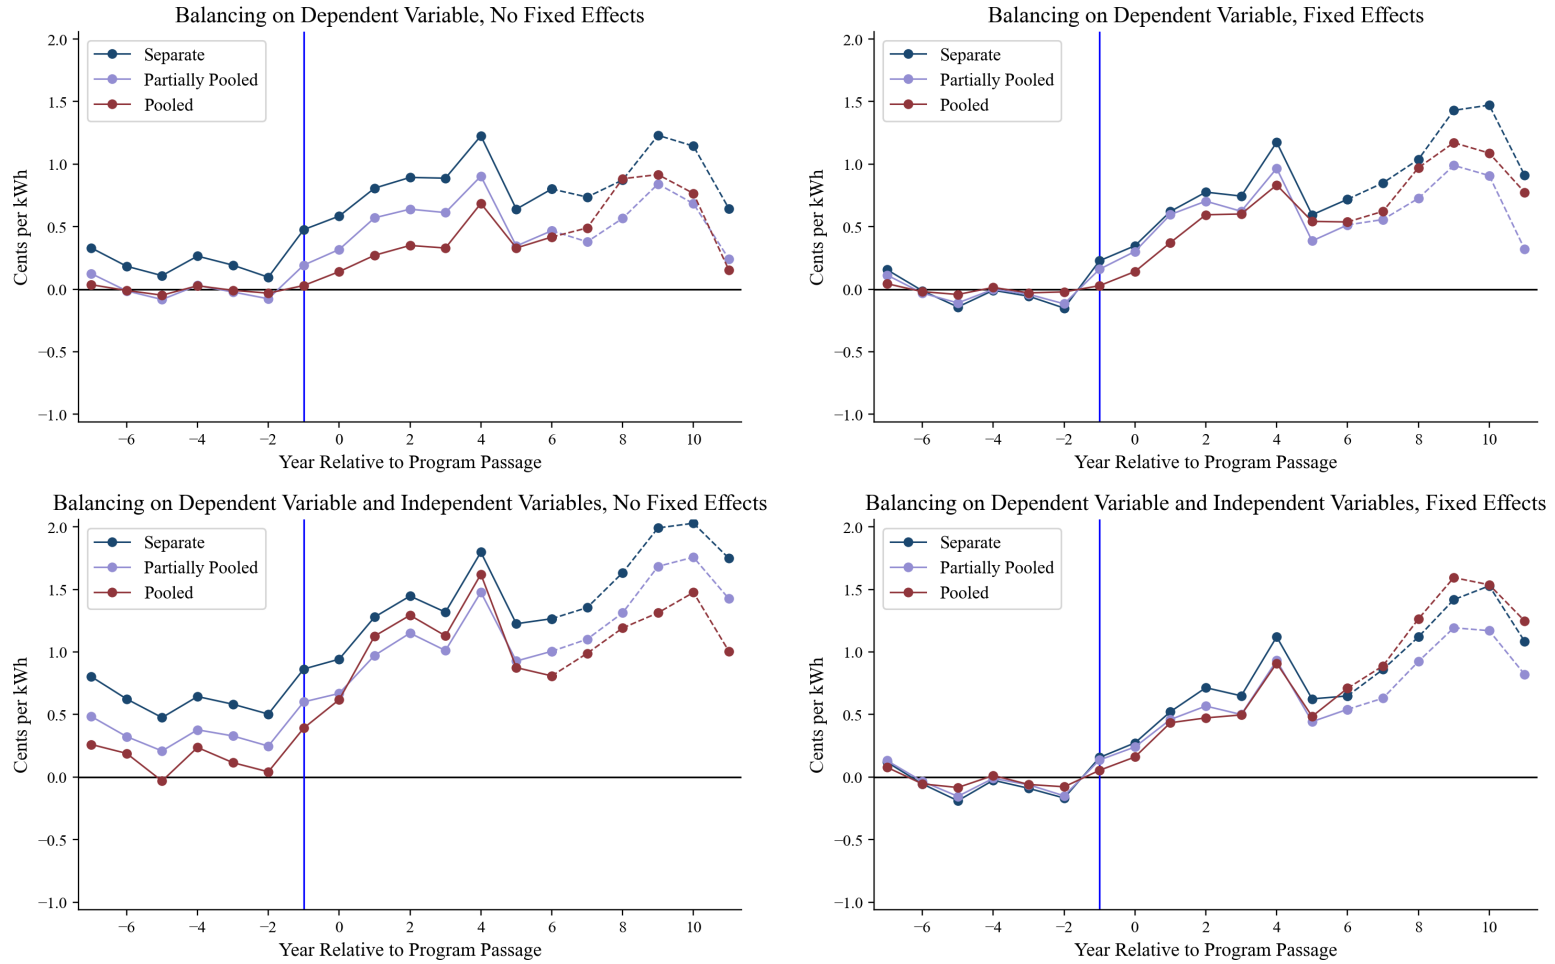 Balancing on Dependent Variable, No Fixed Effects
2.0
1.5
1.0
0.5
0.0
−0.5
−1.0
Cents per kWh
Separate
Partially Pooled
Pooled
−6 −4 −2 0 2 4 6 8 10
Year Relative to Program Passage
Balancing on Dependent Variable, Fixed Effects
2.0
1.5
1.0
0.5
0.0
−0.5
−1.0
Cents per kWh
Separate
Partially Pooled
Pooled
−6 −4 −2 0 2 4 6 8 10
Year Relative to Program Passage
Balancing on Dependent Variable and Independent Variables, No Fixed Effects
2.0
1.5
1.0
0.5
0.0
−0.5
−1.0
Cents per kWh
Separate
Partially Pooled
Pooled
−6 −4 −2 0 2 4 6 8 10
Year Relative to Program Passage
Balancing on Dependent Variable and Independent Variables, Fixed Effects
2.0
1.5
1.0
0.5
0.0
−0.5
−1.0
Cents per kWh
Separate
Partially Pooled
Pooled
−6 −4 −2 0 2 4 6 8 10
Year Relative to Program Passage